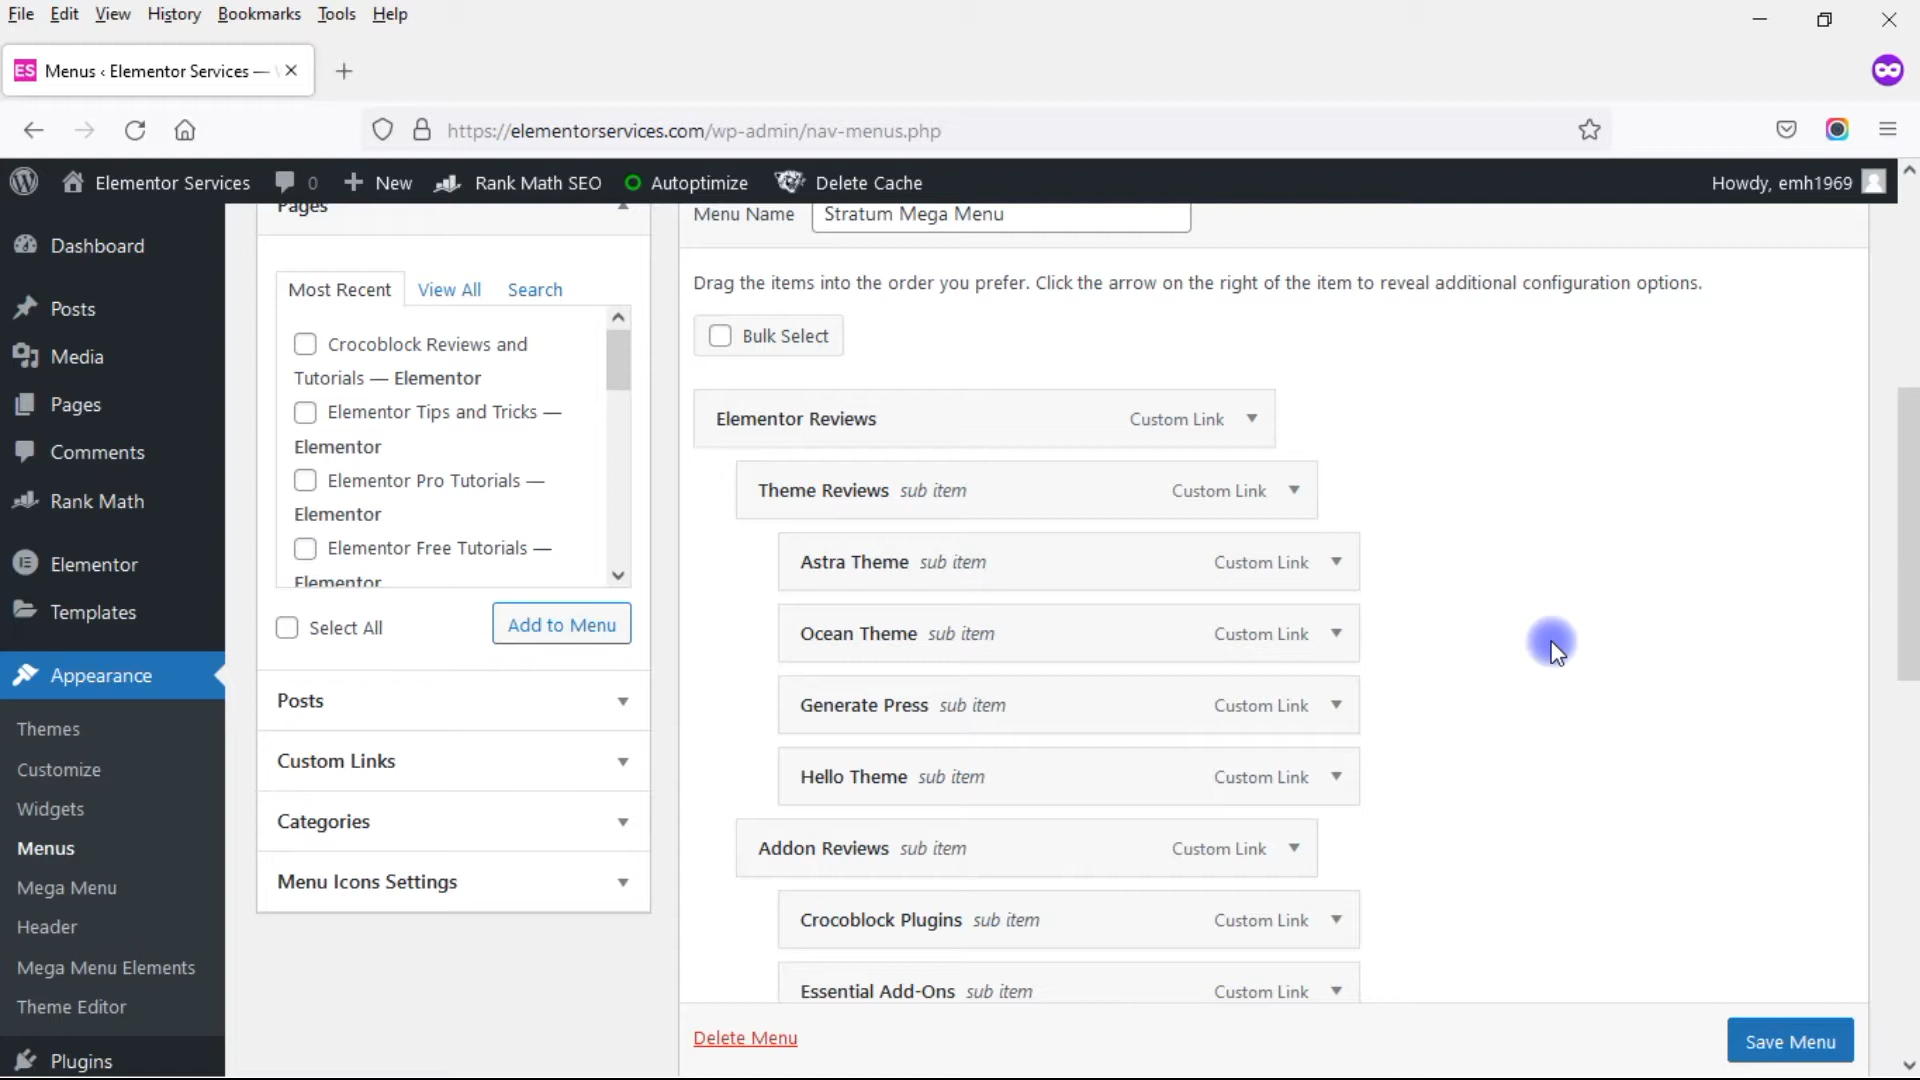 File Edit View History Bookmarks Tools Help
ES Menus ‹ Elementor Services —
https://elementorservices.com/wp-admin/nav-menus.php
Elementor Services 0 New Rank Math SEO Autoptimize Delete Cache Howdy, emh1969
Pages
Menu Name Stratum Mega Menu
Dashboard
Posts
Media
Pages
Comments
Rank Math
Elementor
Templates
Appearance
Themes
Customize
Widgets
Menus
Mega Menu
Header
Mega Menu Elements
Theme Editor
Plugins
Most Recent View All Search
Crocoblock Reviews and
Tutorials — Elementor
Elementor Tips and Tricks —
Elementor
Elementor Pro Tutorials —
Elementor
Elementor Free Tutorials —
Elementor
Select All Add to Menu
Posts
Custom Links
Categories
Menu Icons Settings
Drag the items into the order you prefer. Click the arrow on the right of the item to reveal additional configuration options.
Bulk Select
Elementor Reviews Custom Link
Theme Reviews sub item Custom Link
Astra Theme sub item Custom Link
Ocean Theme sub item Custom Link
Generate Press sub item Custom Link
Hello Theme sub item Custom Link
Addon Reviews sub item Custom Link
Crocoblock Plugins sub item Custom Link
Essential Add-Ons sub item Custom Link
Delete Menu Save Menu